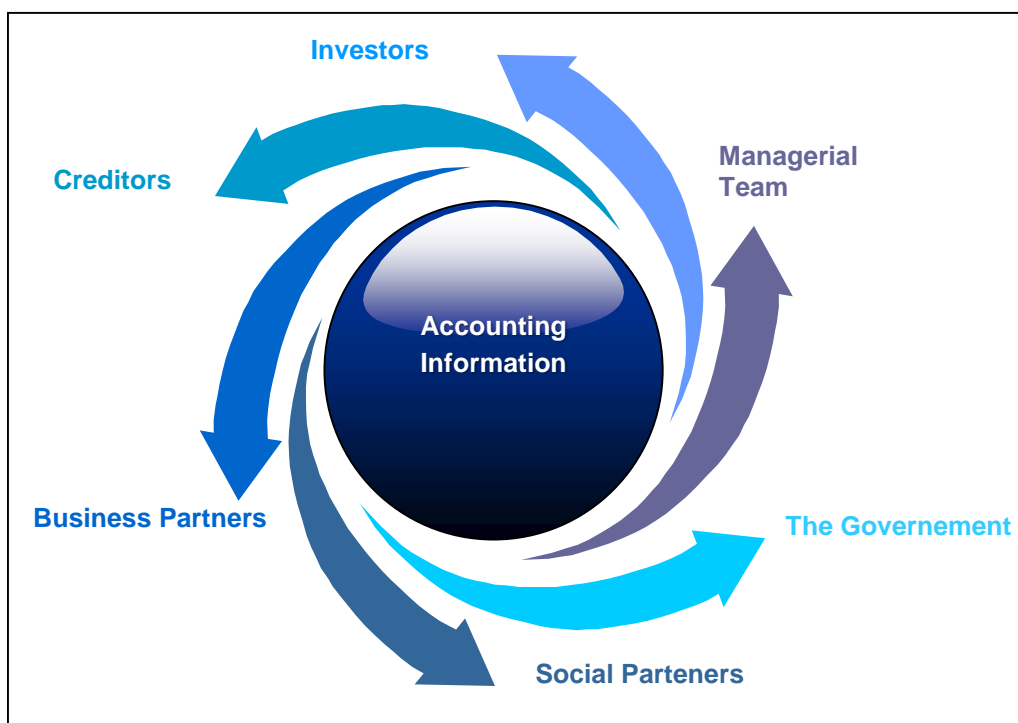 Investors
Managerial
Team
Creditors
Accounting
Information
Business Partners
The Governement
Social Parteners